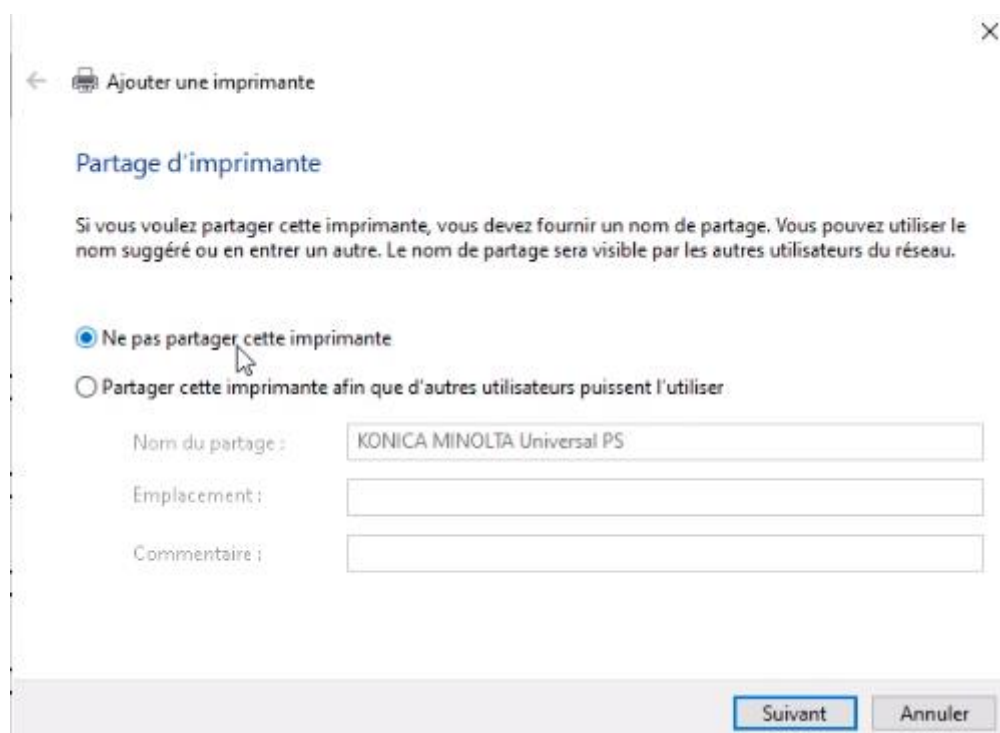 Ajouter une imprimante
Partage d'imprimante
Si vous voulez partager cette imprimante, vous devez fournir un nom de partage. Vous pouvez utiliser le
nom suggéré ou en entrer un autre. Le nom de partage sera visible par les autres utilisateurs du réseau.
Ne pas partager cette imprimante
Partager cette imprimante afin que d'autres utilisateurs puissent l'utiliser
Nom du partage : KONICA MINOLTA Universal PS
Emplacement :
Commentaire :
Suivant Annuler